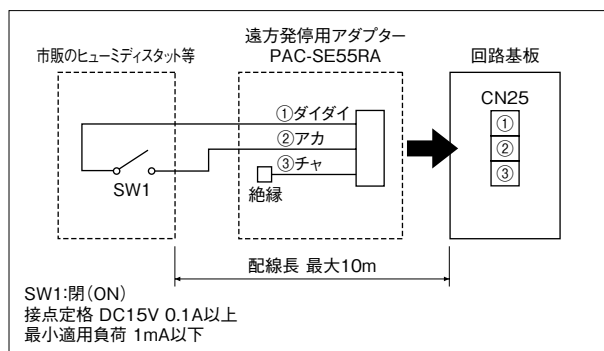 市販のヒューミディスタット等
遠方発停用アダプター
PAC-SE55RA
回路基板
CN25
①ダイダイ
②アカ
③チャ
絶縁
SW1
①
②
③
配線長 最大10m
SW1:閉(ON)
接点定格 DC15V 0.1A以上
最小適用負荷 1mA以下